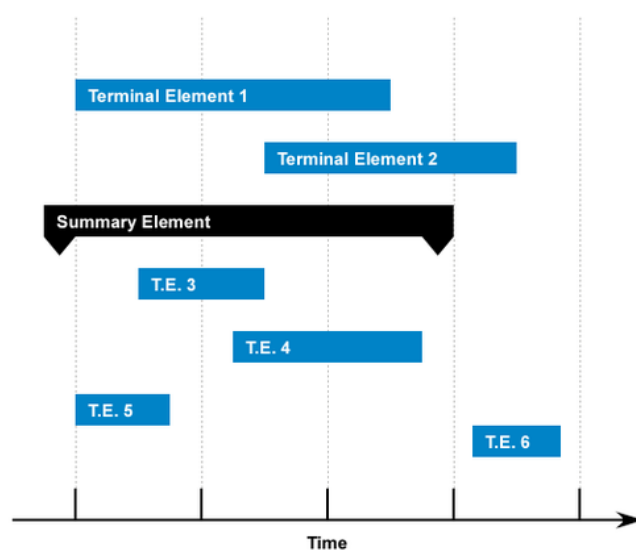 Terminal Element 1
Terminal Element 2
Summary Element
T.E. 3
T.E. 4
T.E. 5
T.E. 6
Time